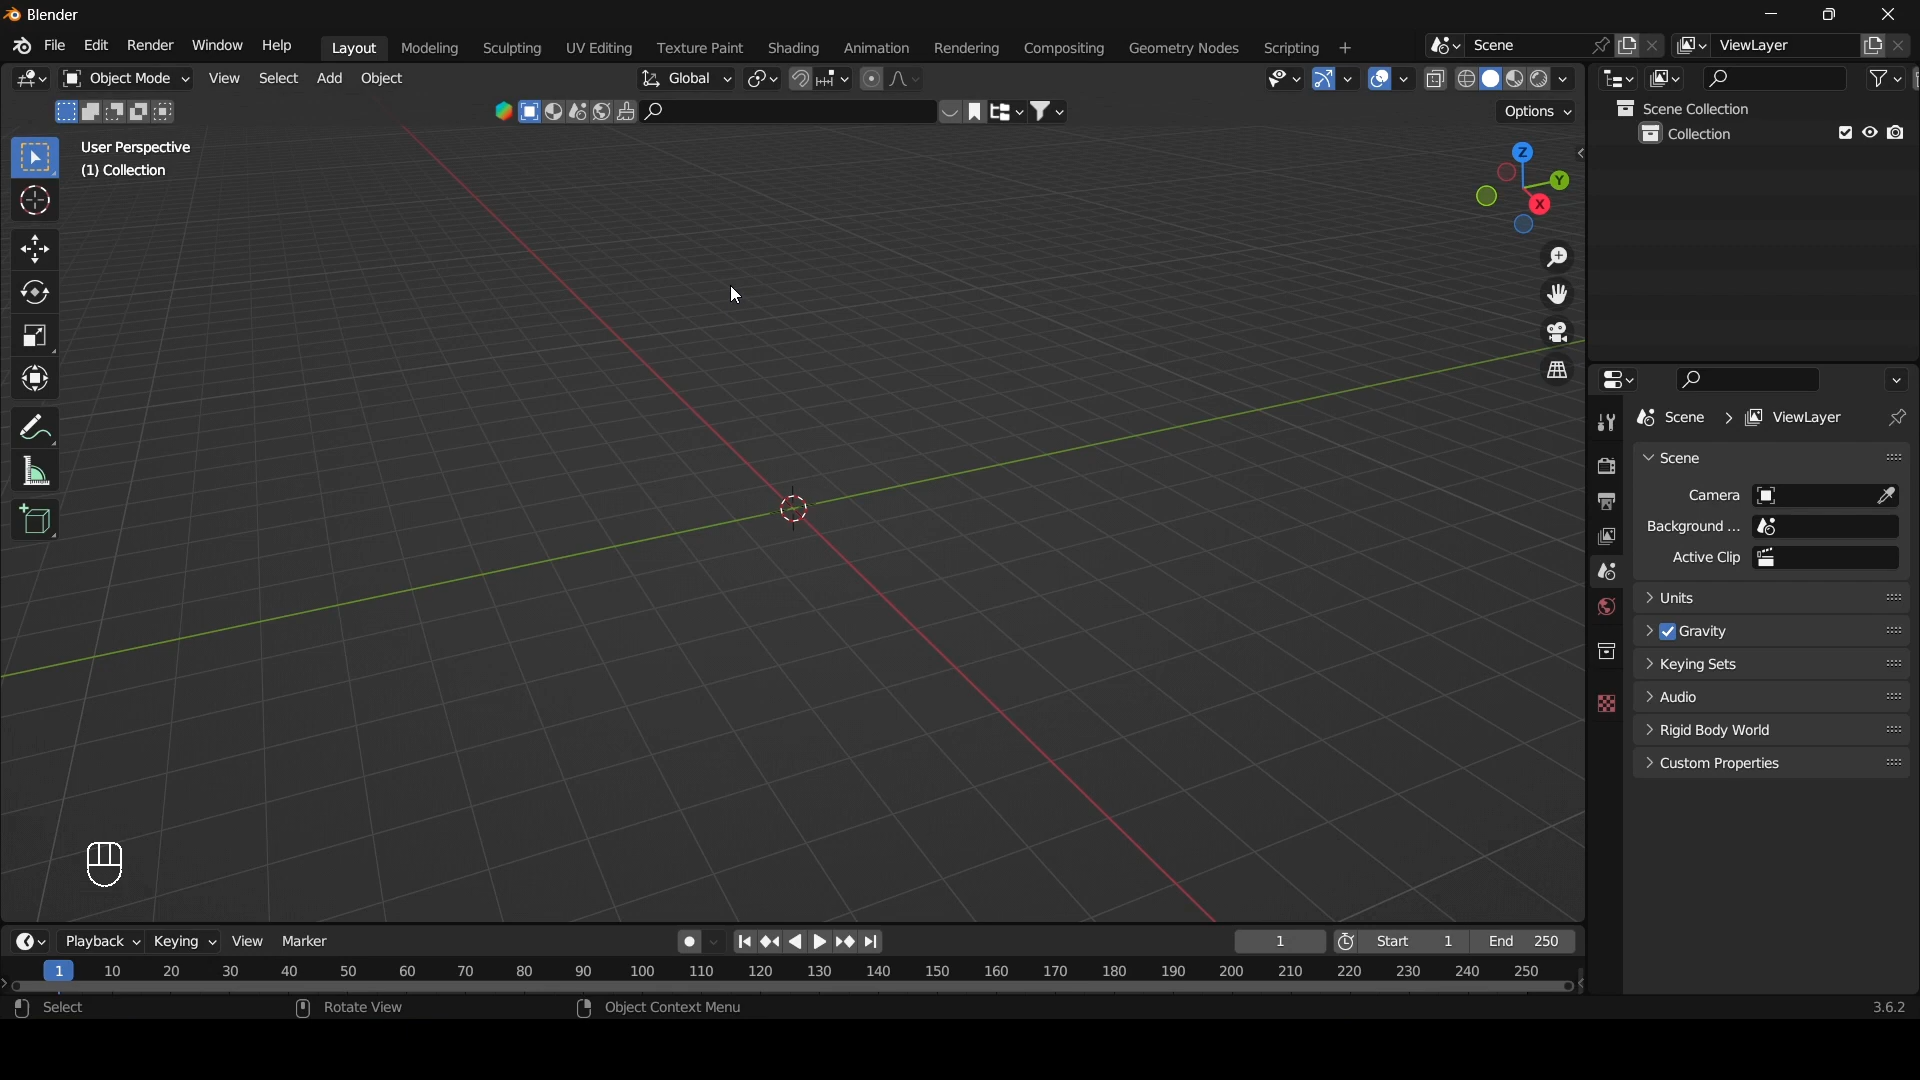 Blender
File Edit Render Window Help Layout Modeling Sculpting UV Editing Texture Paint Shading Animation Rendering Compositing Geometry Nodes Scripting + Scene ViewLayer
Object Mode View Select Add Object Global
Options
User Perspective
(1) Collection
Z
Y
X
Scene Collection
Collection
Scene > ViewLayer
Scene
Camera
Background ...
Active Clip
Units
Gravity
Keying Sets
Audio
Rigid Body World
Custom Properties
Playback Keying View Marker 1 Start 1 End 250
1 10 20 30 40 50 60 70 80 90 100 110 120 130 140 150 160 170 180 190 200 210 220 230 240 250
Select Rotate View Object Context Menu 3.6.2